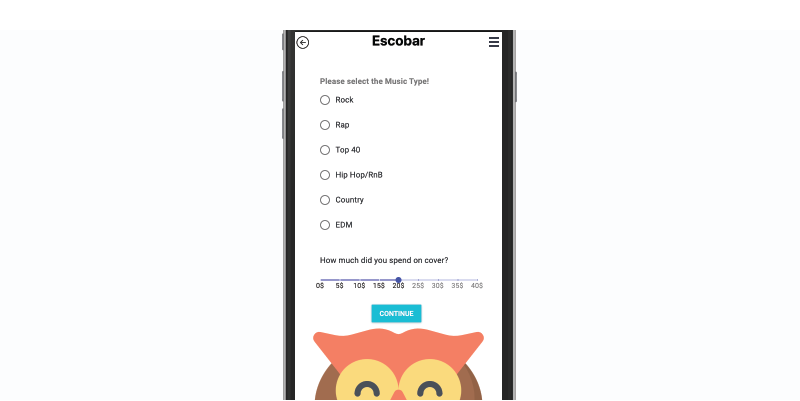 Escobar
Please select the Music Type!
Rock
Rap
Top 40
Hip Hop/RnB
Country
EDM
How much did you spend on cover?
0$ 5$ 10$ 15$ 20$ 25$ 30$ 35$ 40$
CONTINUE